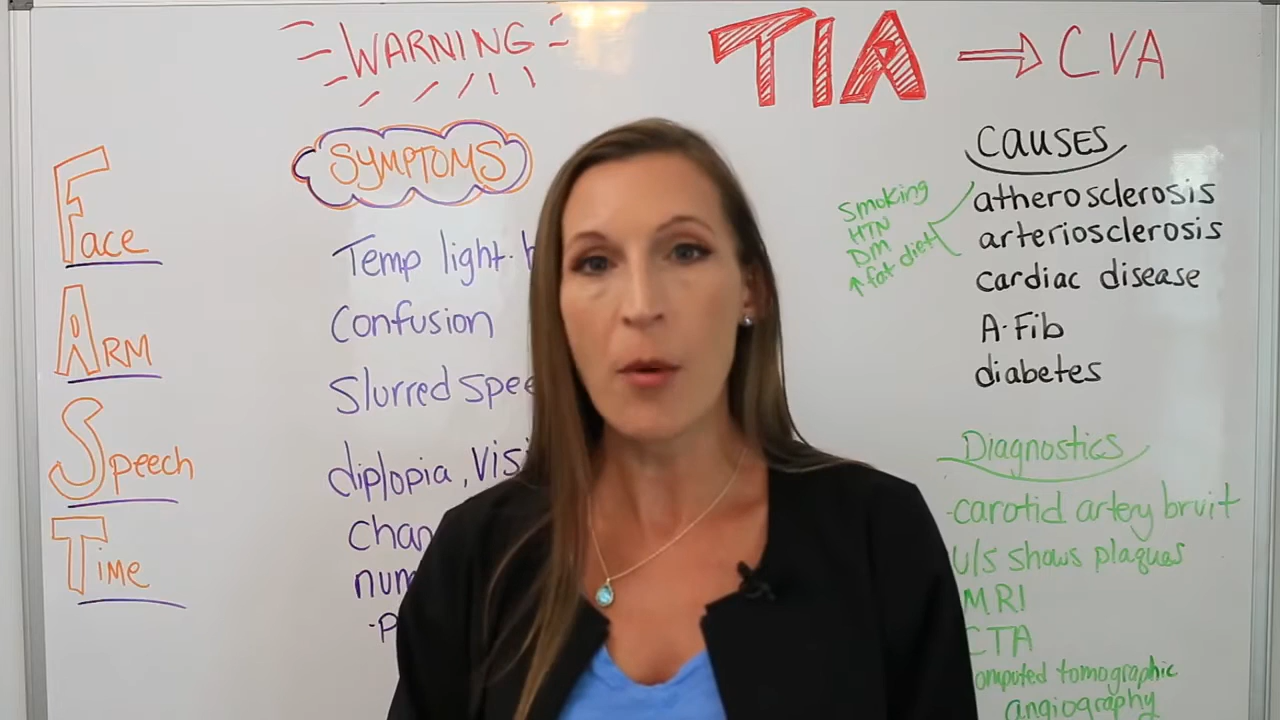 WARNING
TIA → CVA
Face
Arm
Speech
Time
SYMPTOMS
Temp light
Confusion
Slurred Spee
diplopia, Visi
Chan
num
Smoking
HTN
DM
↑ fat diet
Causes
atherosclerosis
arteriosclerosis
cardiac disease
A-Fib
diabetes
Diagnostics
-carotid artery bruit
U/S shows plaques
MRI
CTA
omputed tomographic
angiography